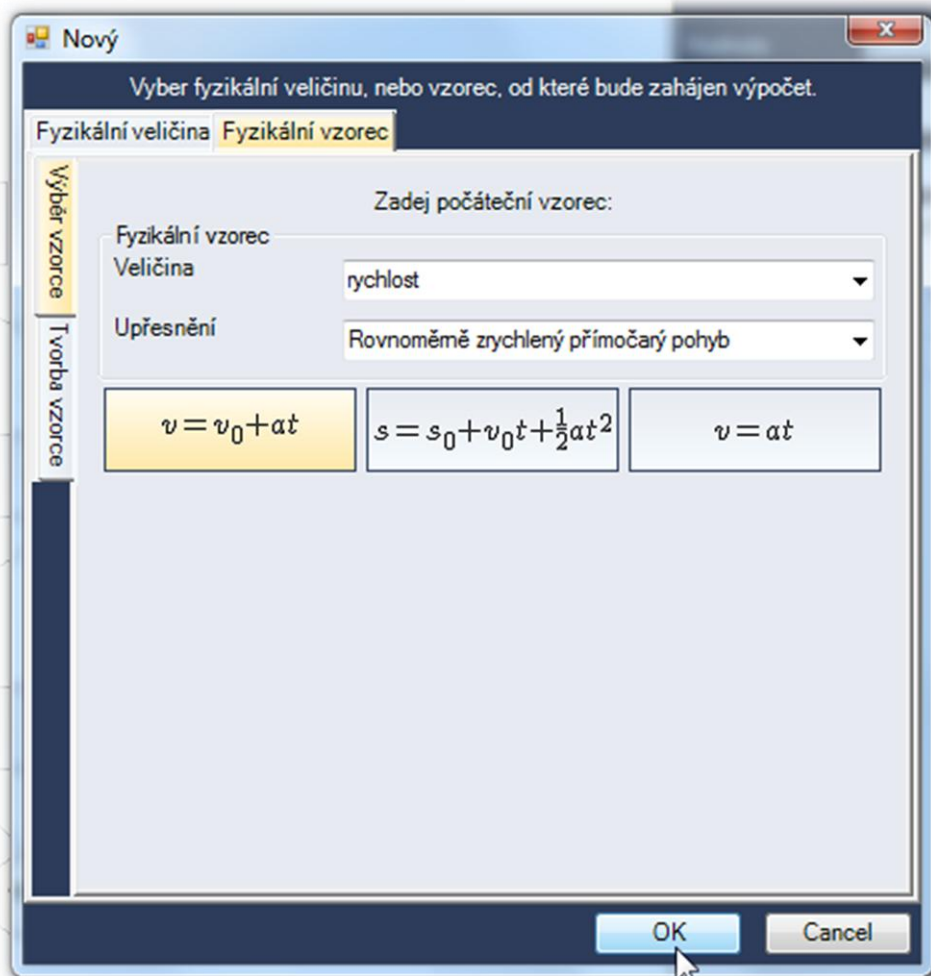 Nový
Vyber fyzikální veličinu, nebo vzorec, od které bude zahájen výpočet.
Fyzikální veličina Fyzikální vzorec
Výběr vzorce
Tvorba vzorce
Zadej počáteční vzorec:
Fyzikální vzorec
Veličina rychlost
Upřesnění Rovnoměrně zrychlený přímočarý pohyb
v = v₀ + at s = s₀ + v₀t + ½at² v = at
OK Cancel